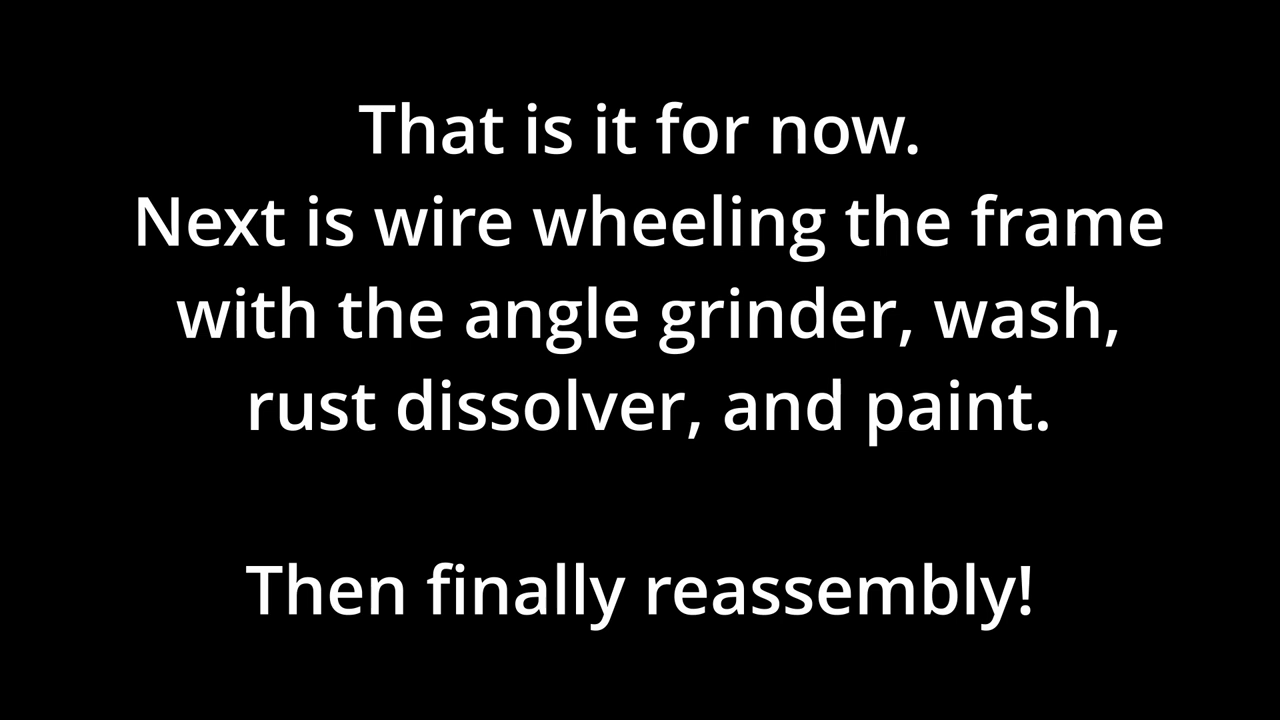 That is it for now.
Next is wire wheeling the frame
with the angle grinder, wash,
rust dissolver, and paint.
Then finally reassembly!